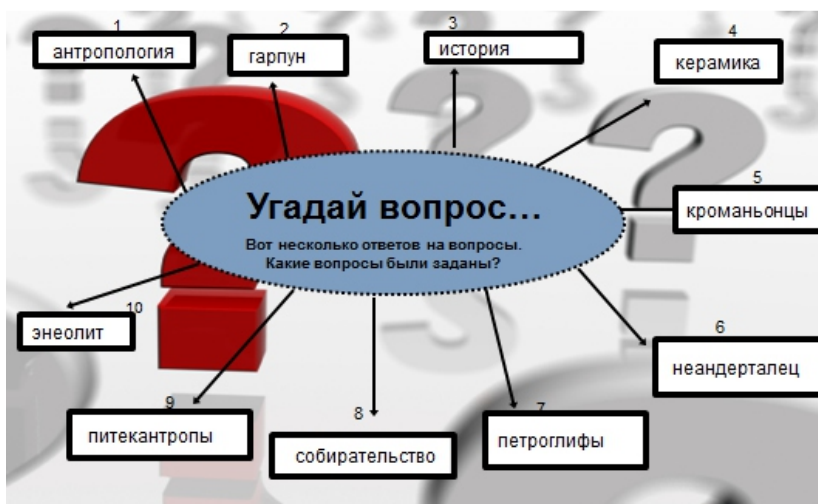 1
антропология
2
гарпун
3
история
4
керамика
5
кроманьонцы
Угадай вопрос...
Вот несколько ответов на вопросы.
Какие вопросы были заданы?
6
неандерталец
7
петроглифы
8
собирательство
9
питекантропы
10
энеолит